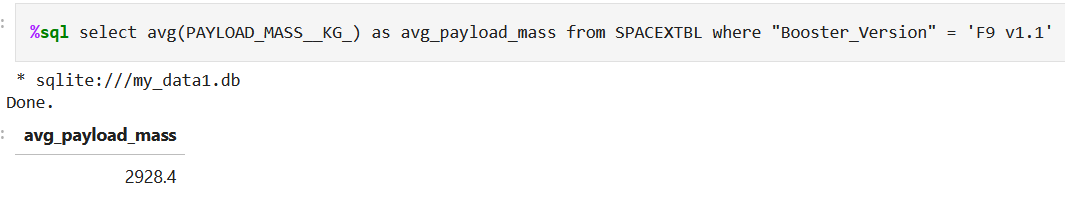 %sql select avg(PAYLOAD_MASS__KG_) as avg_payload_mass from SPACEXTBL where "Booster_Version" = 'F9 v1.1'
* sqlite:///my_data1.db
Done.
avg_payload_mass
2928.4